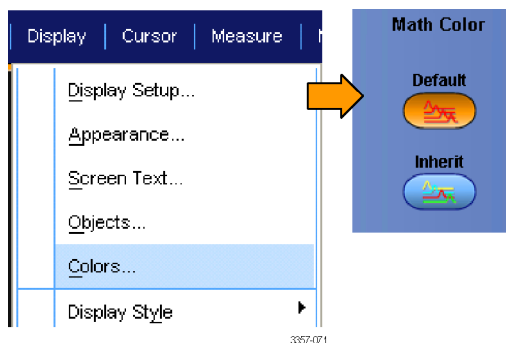 Display | Cursor | Measure |
Display Setup...
Appearance...
Screen Text...
Objects...
Colors...
Display Style
Math Color
Default
Inherit
3357-071